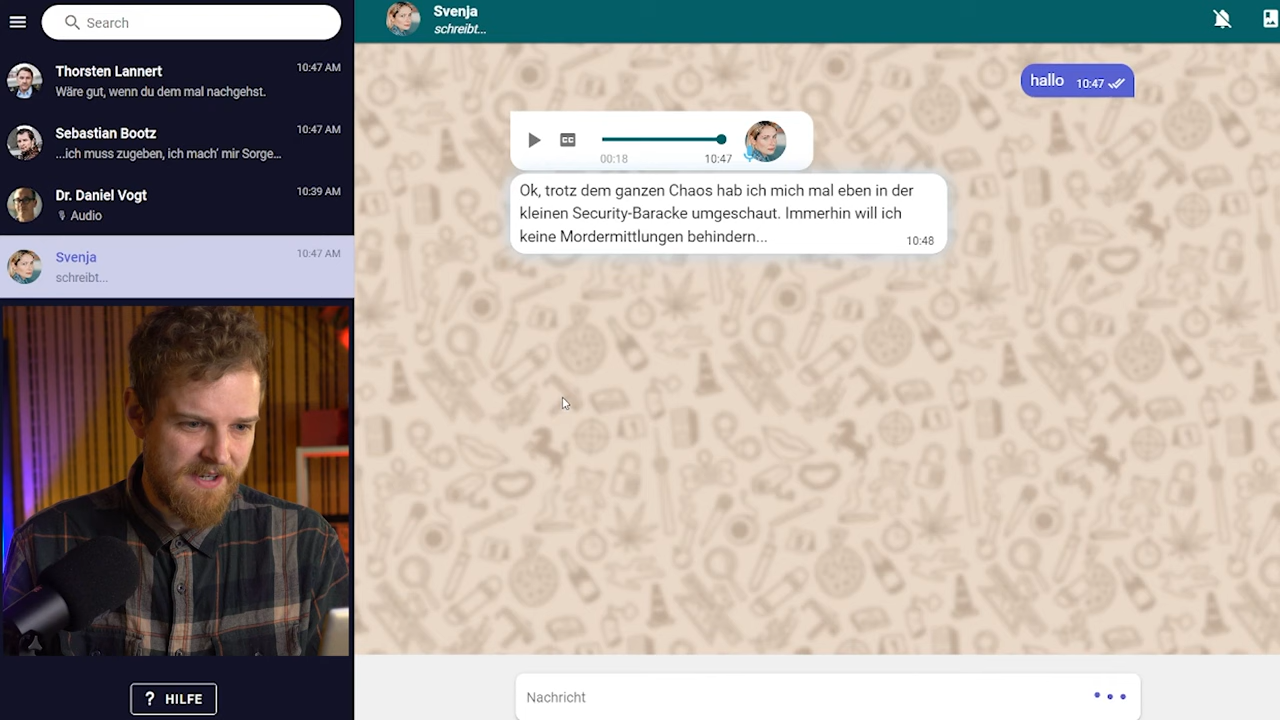 Search
Thorsten Lannert
10:47 AM
Wäre gut, wenn du dem mal nachgehst.
Sebastian Bootz
10:47 AM
...ich muss zugeben, ich mach' mir Sorge...
Dr. Daniel Vogt
10:39 AM
Audio
Svenja
10:47 AM
schreibt...
? HILFE
Svenja
schreibt...
hallo 10:47
CC
00:18 10:47
Ok, trotz dem ganzen Chaos hab ich mich mal eben in der
kleinen Security-Baracke umgeschaut. Immerhin will ich
keine Mordermittlungen behindern...
10:48
Nachricht